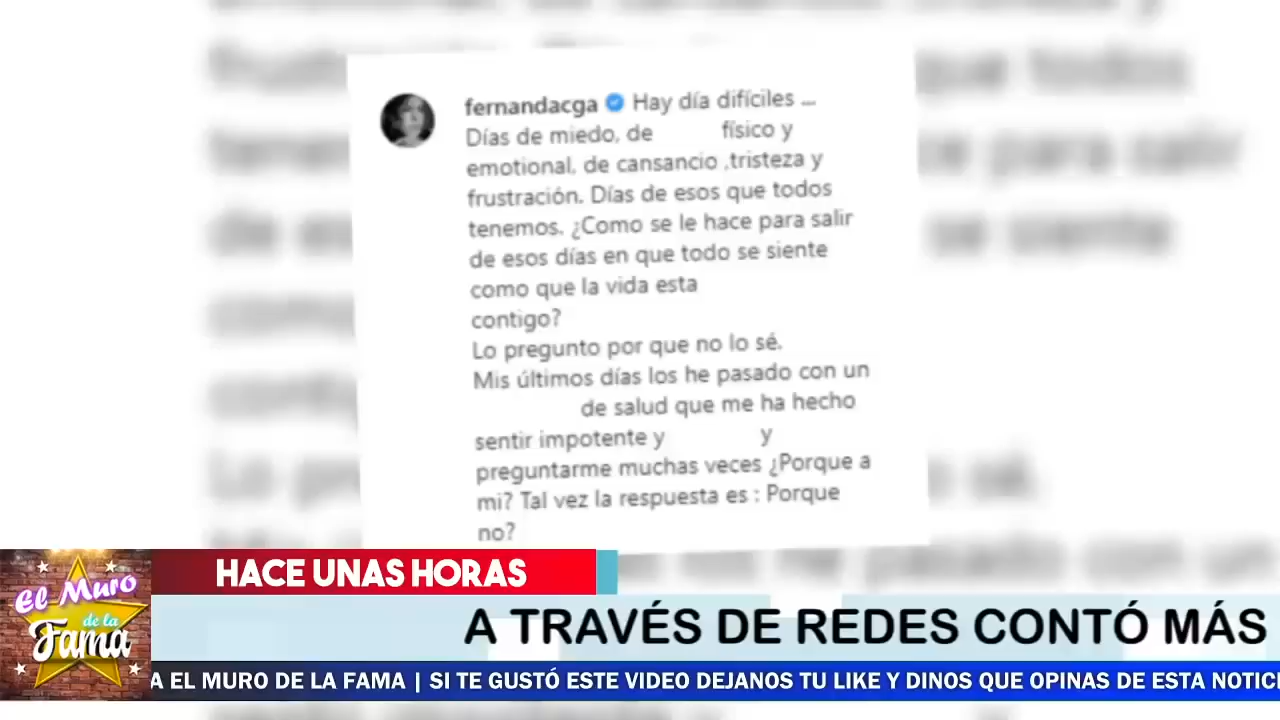 fernandacga Hay día difíciles ...
Días de miedo, de físico y
emotional, de cansancio ,tristeza y
frustración. Días de esos que todos
tenemos. ¿Como se le hace para salir
de esos días en que todo se siente
como que la vida esta
contigo?
Lo pregunto por que no lo sé.
Mis últimos días los he pasado con un
de salud que me ha hecho
sentir impotente y y
preguntarme muchas veces ¿Porque a
mi? Tal vez la respuesta es : Porque
no?
El Muro
de la
Fama
HACE UNAS HORAS
A TRAVÉS DE REDES CONTÓ MÁS
A EL MURO DE LA FAMA | SI TE GUSTÓ ESTE VIDEO DEJANOS TU LIKE Y DINOS QUE OPINAS DE ESTA NOTICI